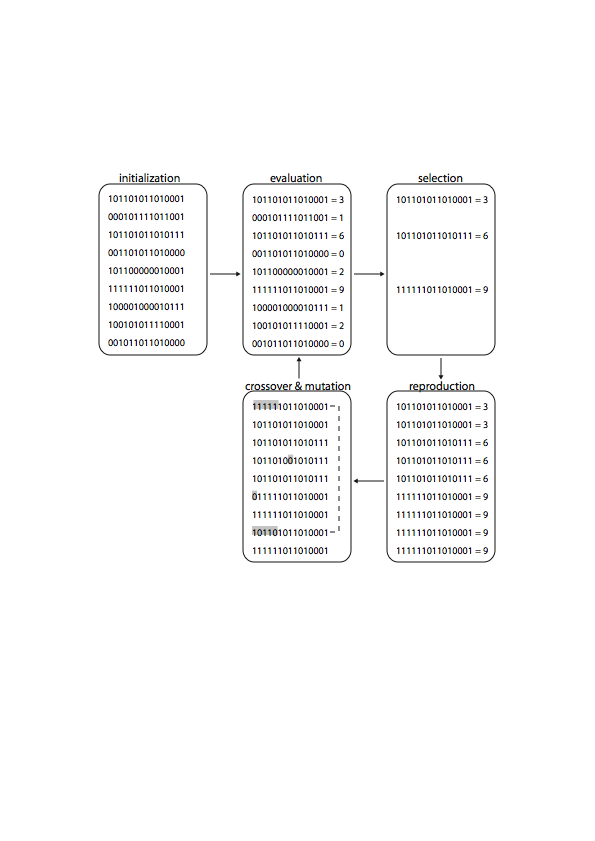 initialization
101101011010001
000101111011001
101101011010111
001101011010000
101100000010001
111111011010001
100001000010111
100101011110001
001011011010000
evaluation
101101011010001 = 3
000101111011001 = 1
101101011010111 = 6
001101011010000 = 0
101100000010001 = 2
111111011010001 = 9
100001000010111 = 1
100101011110001 = 2
001011011010000 = 0
selection
101101011010001 = 3
101101011010111 = 6
111111011010001 = 9
crossover & mutation
111111011010001
101101011010001
101101011010111
101101001010111
101101011010111
011111011010001
111111011010001
101101011010001
111111011010001
reproduction
101101011010001 = 3
101101011010001 = 3
101101011010111 = 6
101101011010111 = 6
101101011010111 = 6
111111011010001 = 9
111111011010001 = 9
111111011010001 = 9
111111011010001 = 9